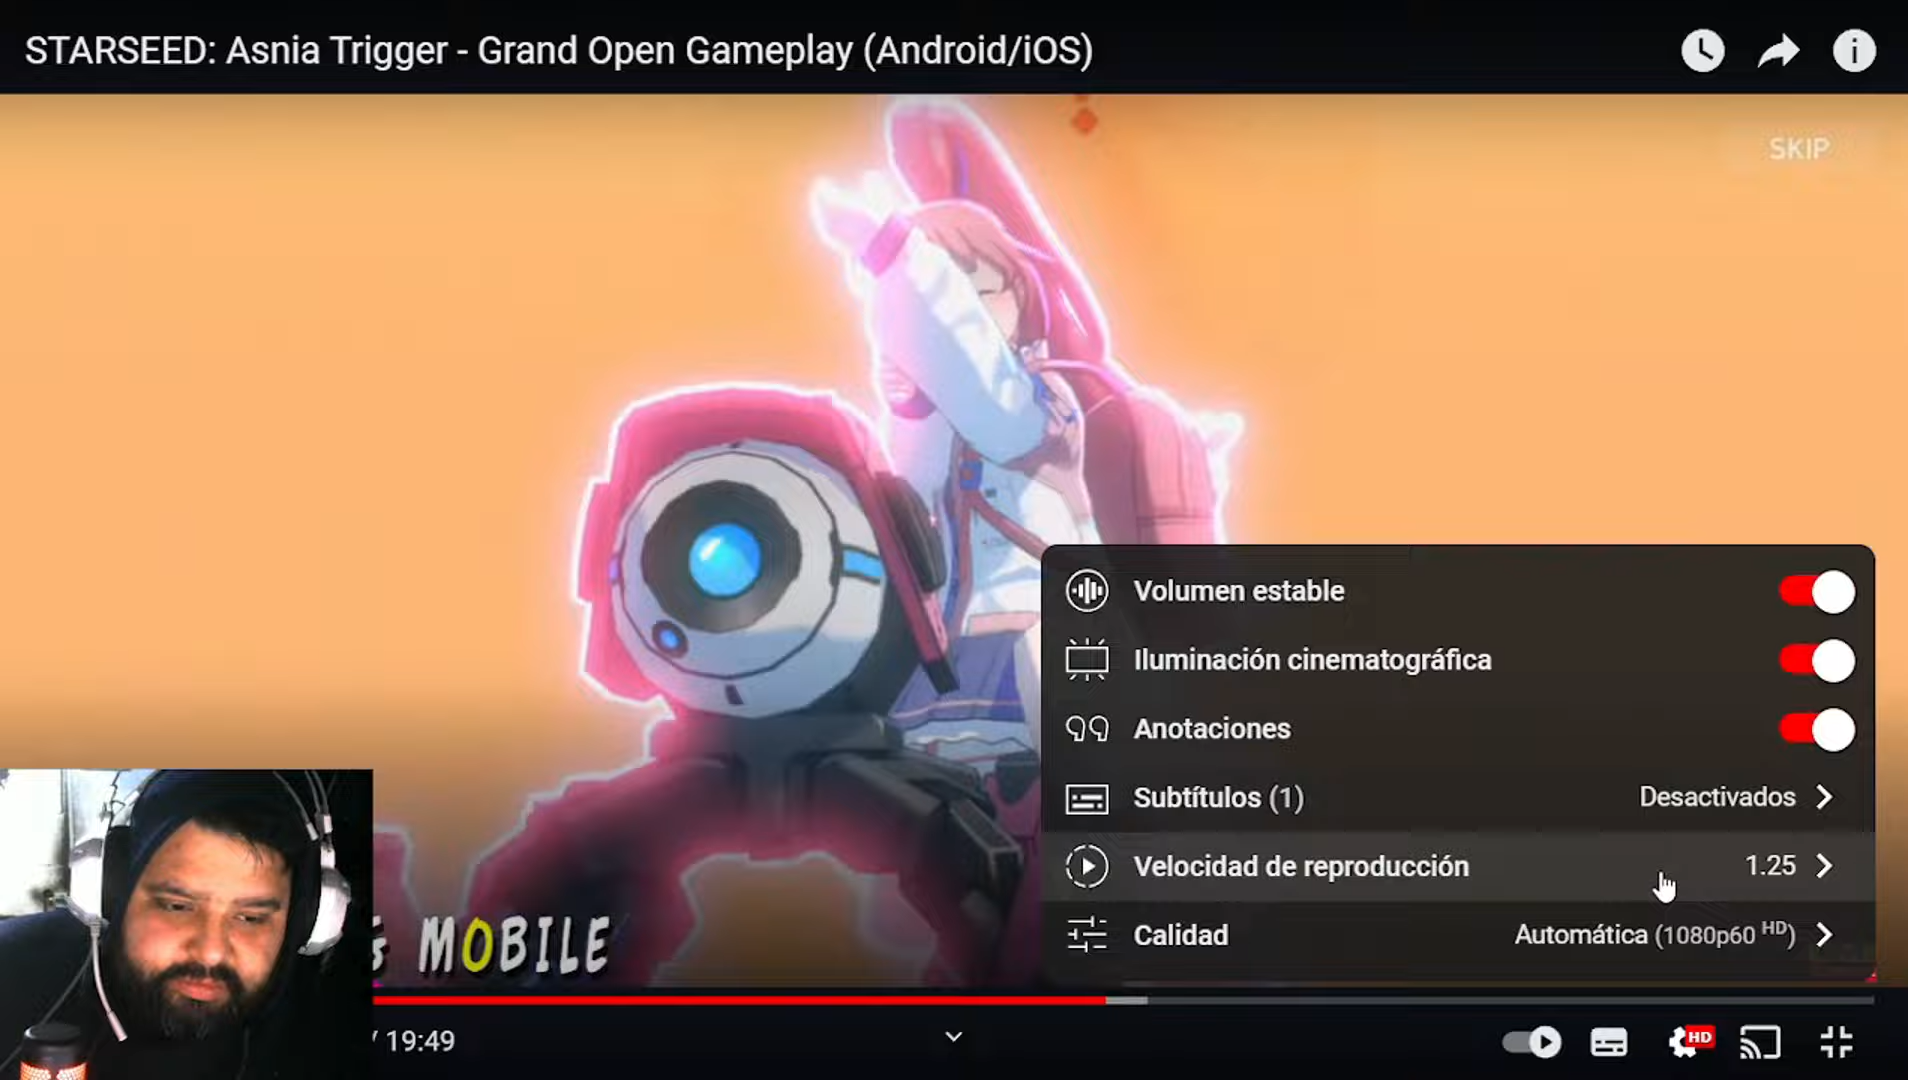 STARSEED: Asnia Trigger - Grand Open Gameplay (Android/iOS)
SKIP
Volumen estable
Iluminación cinematográfica
Anotaciones
Subtítulos (1) Desactivados
Velocidad de reproducción 1.25
Calidad Automática (1080p60 HD)
MOBILE
/ 19:49
HD